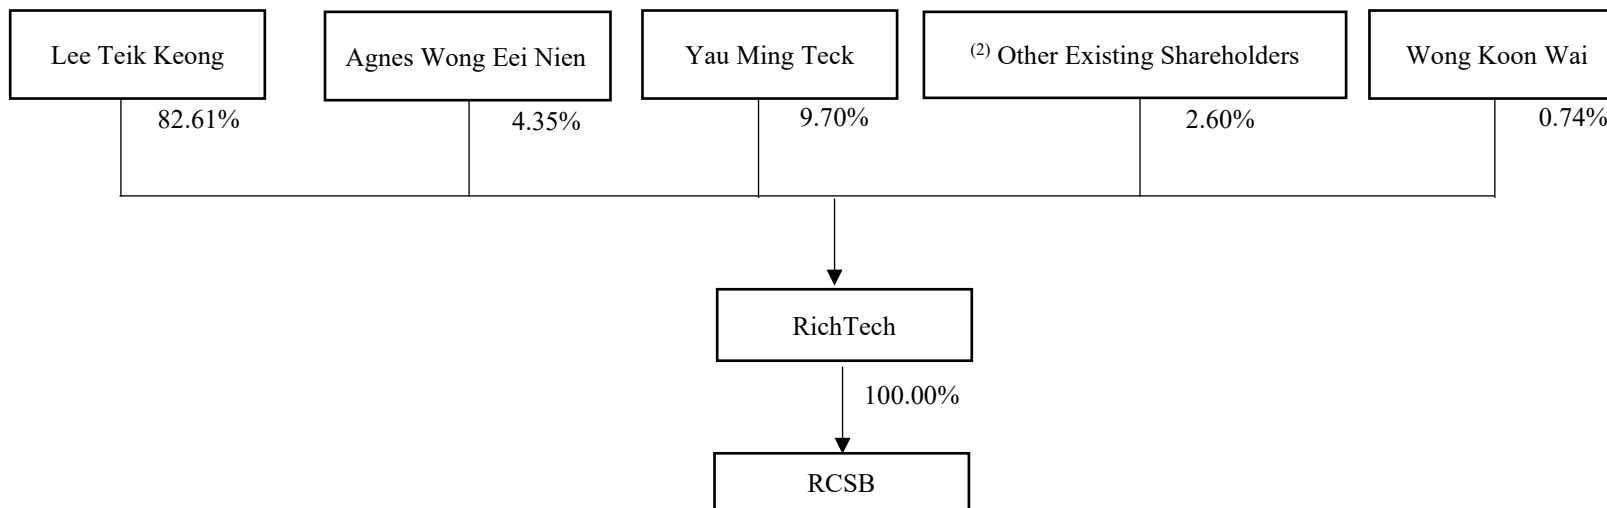 Lee Teik Keong
Agnes Wong Eei Nien
Yau Ming Teck
(2) Other Existing Shareholders
Wong Koon Wai
82.61%
4.35%
9.70%
2.60%
0.74%
RichTech
100.00%
RCSB